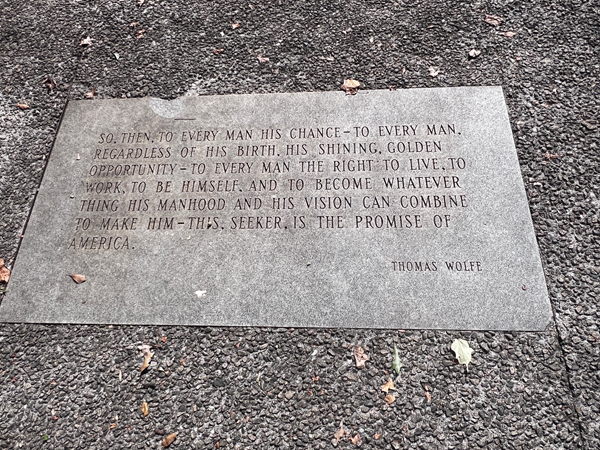 SO, THEN, TO EVERY MAN HIS CHANCE – TO EVERY MAN,
REGARDLESS OF HIS BIRTH, HIS SHINING, GOLDEN
OPPORTUNITY – TO EVERY MAN THE RIGHT TO LIVE, TO
WORK, TO BE HIMSELF, AND TO BECOME WHATEVER
THING HIS MANHOOD AND HIS VISION CAN COMBINE
TO MAKE HIM – THIS, SEEKER, IS THE PROMISE OF
AMERICA.
THOMAS WOLFE